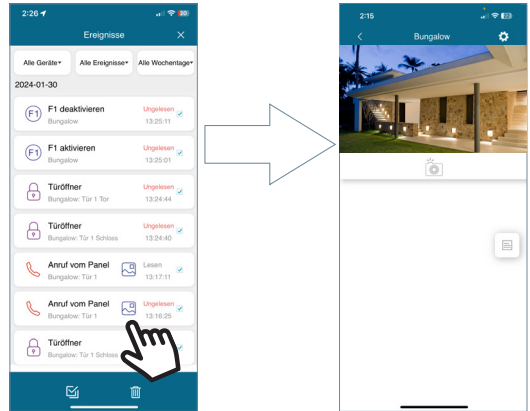 2:26
30
Ereignisse
Alle Geräte
Alle Ereignisse
Alle Wochentage
2024-01-30
F1 deaktivieren
Ungelesen
F1
Bungalow
13:25:11
F1 aktivieren
Ungelesen
F1
Bungalow
13:25:01
Türöffner
Ungelesen
Bungalow: Tür 1 Tor
13:24:44
Türöffner
Ungelesen
Bungalow: Tür 1 Schloss
13:24:40
Anruf vom Panel
Lesen
Bungalow: Tür 1
13:17:11
Anruf vom Panel
Ungelesen
Bungalow: Tür 1
13:16:25
Türöffner
Bungalow: Tür 1 Schloss
2:15
Bungalow